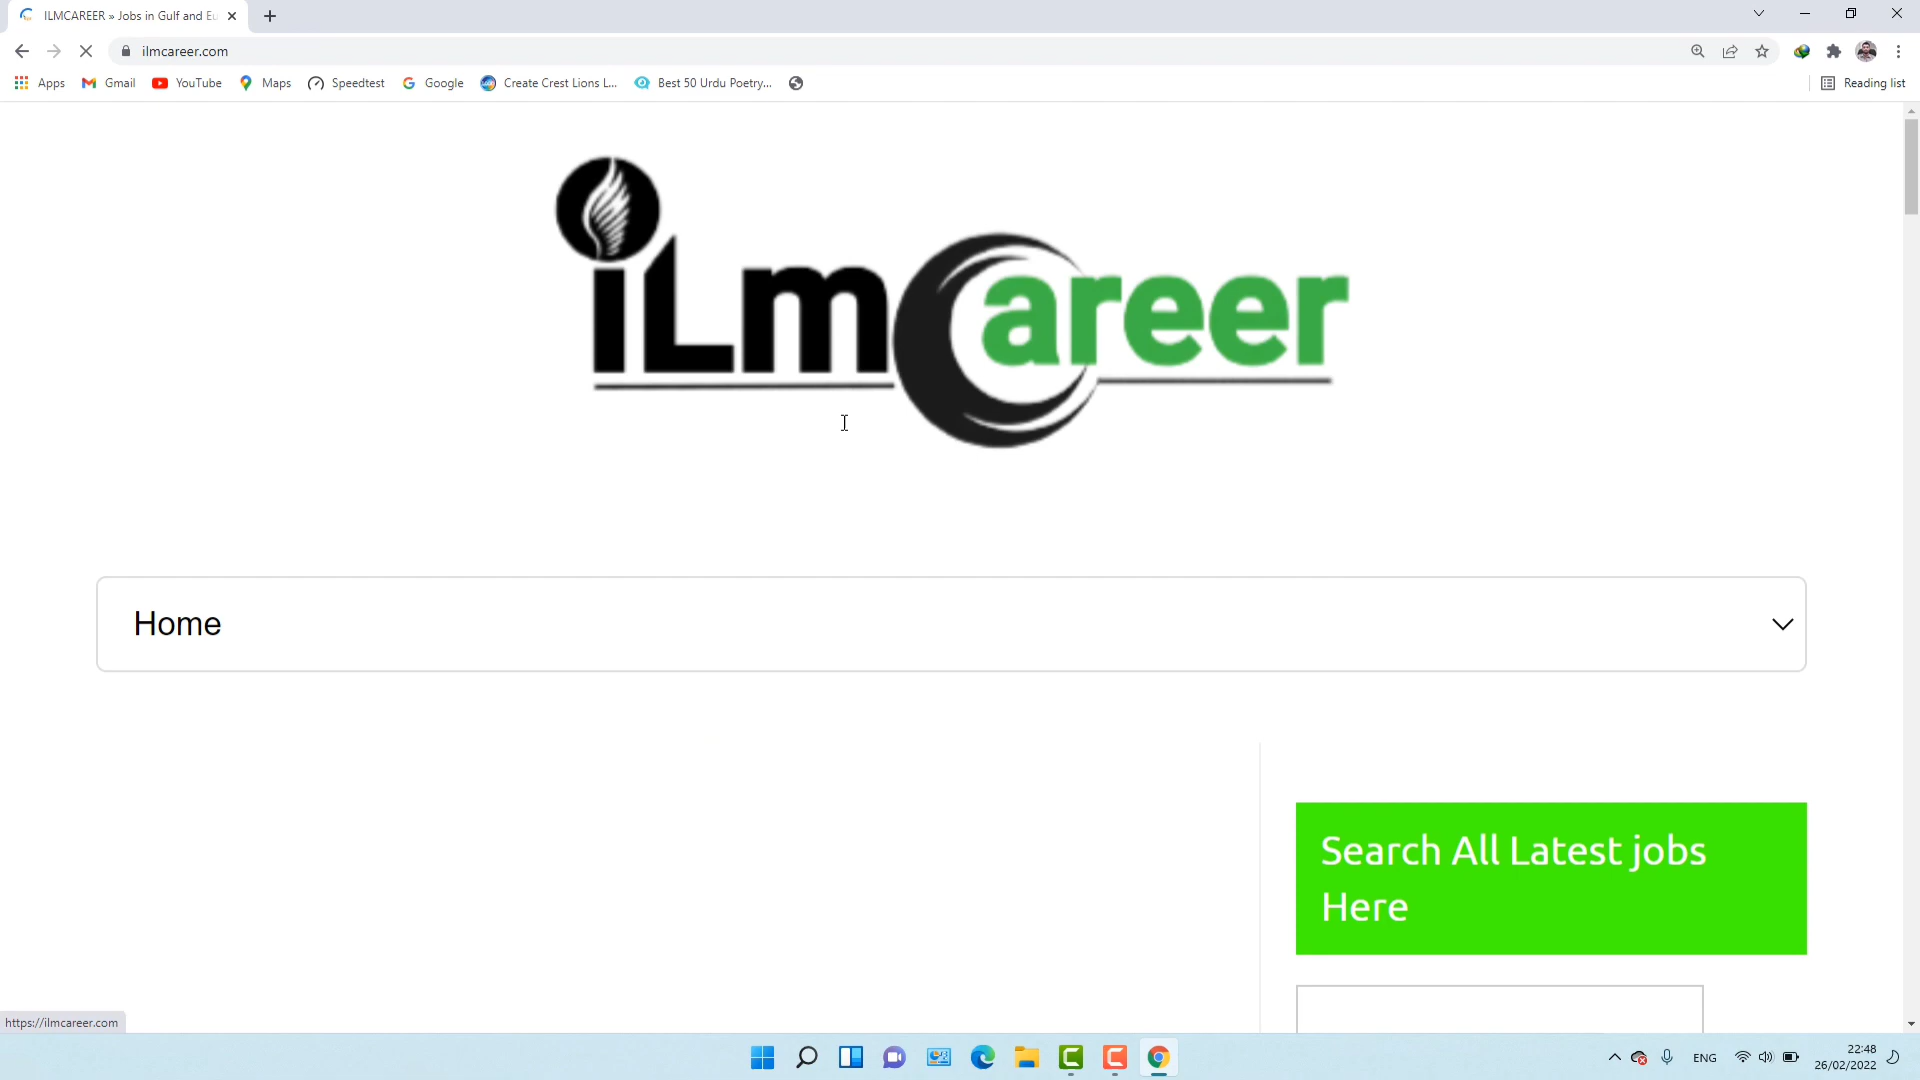 ILMCAREER » Jobs in Gulf and Eu
ilmcareer.com
Apps
Gmail
YouTube
Maps
Speedtest
Google
Create Crest Lions L...
Best 50 Urdu Poetry...
Reading list
iLmCareer
Home
Search All Latest jobs
Here
https://ilmcareer.com
ENG
22:48
26/02/2022